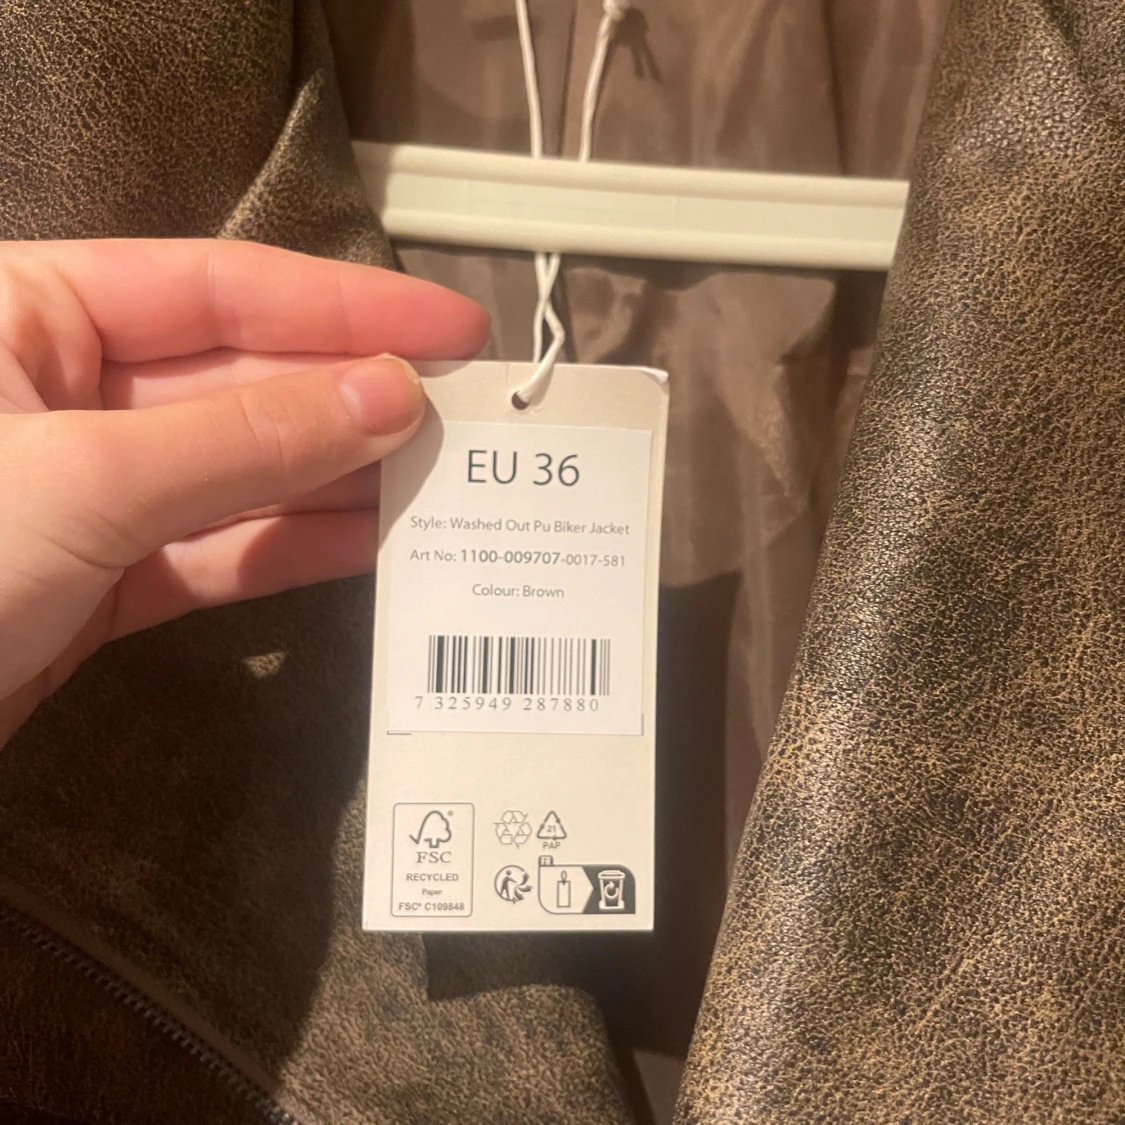 EU 36
Style: Washed Out Pu Biker Jacket
Art No: 1100-009707-0017-581
Colour: Brown
7 325949 287880
FSC®
RECYCLED
Paper
FSC® C109848
21
PAP
FR